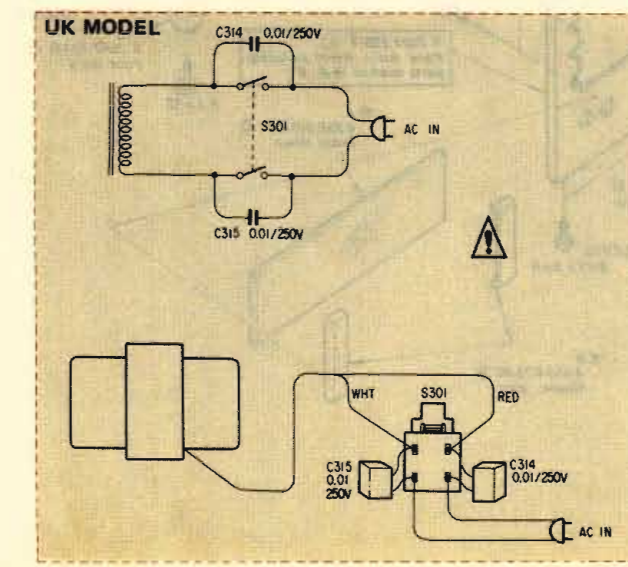 UK MODEL
C314 0.01/250V
S301
AC IN
C315 0.01/250V
WHT
S301
RED
C315
0.01
250V
C314
0.01/250V
AC IN